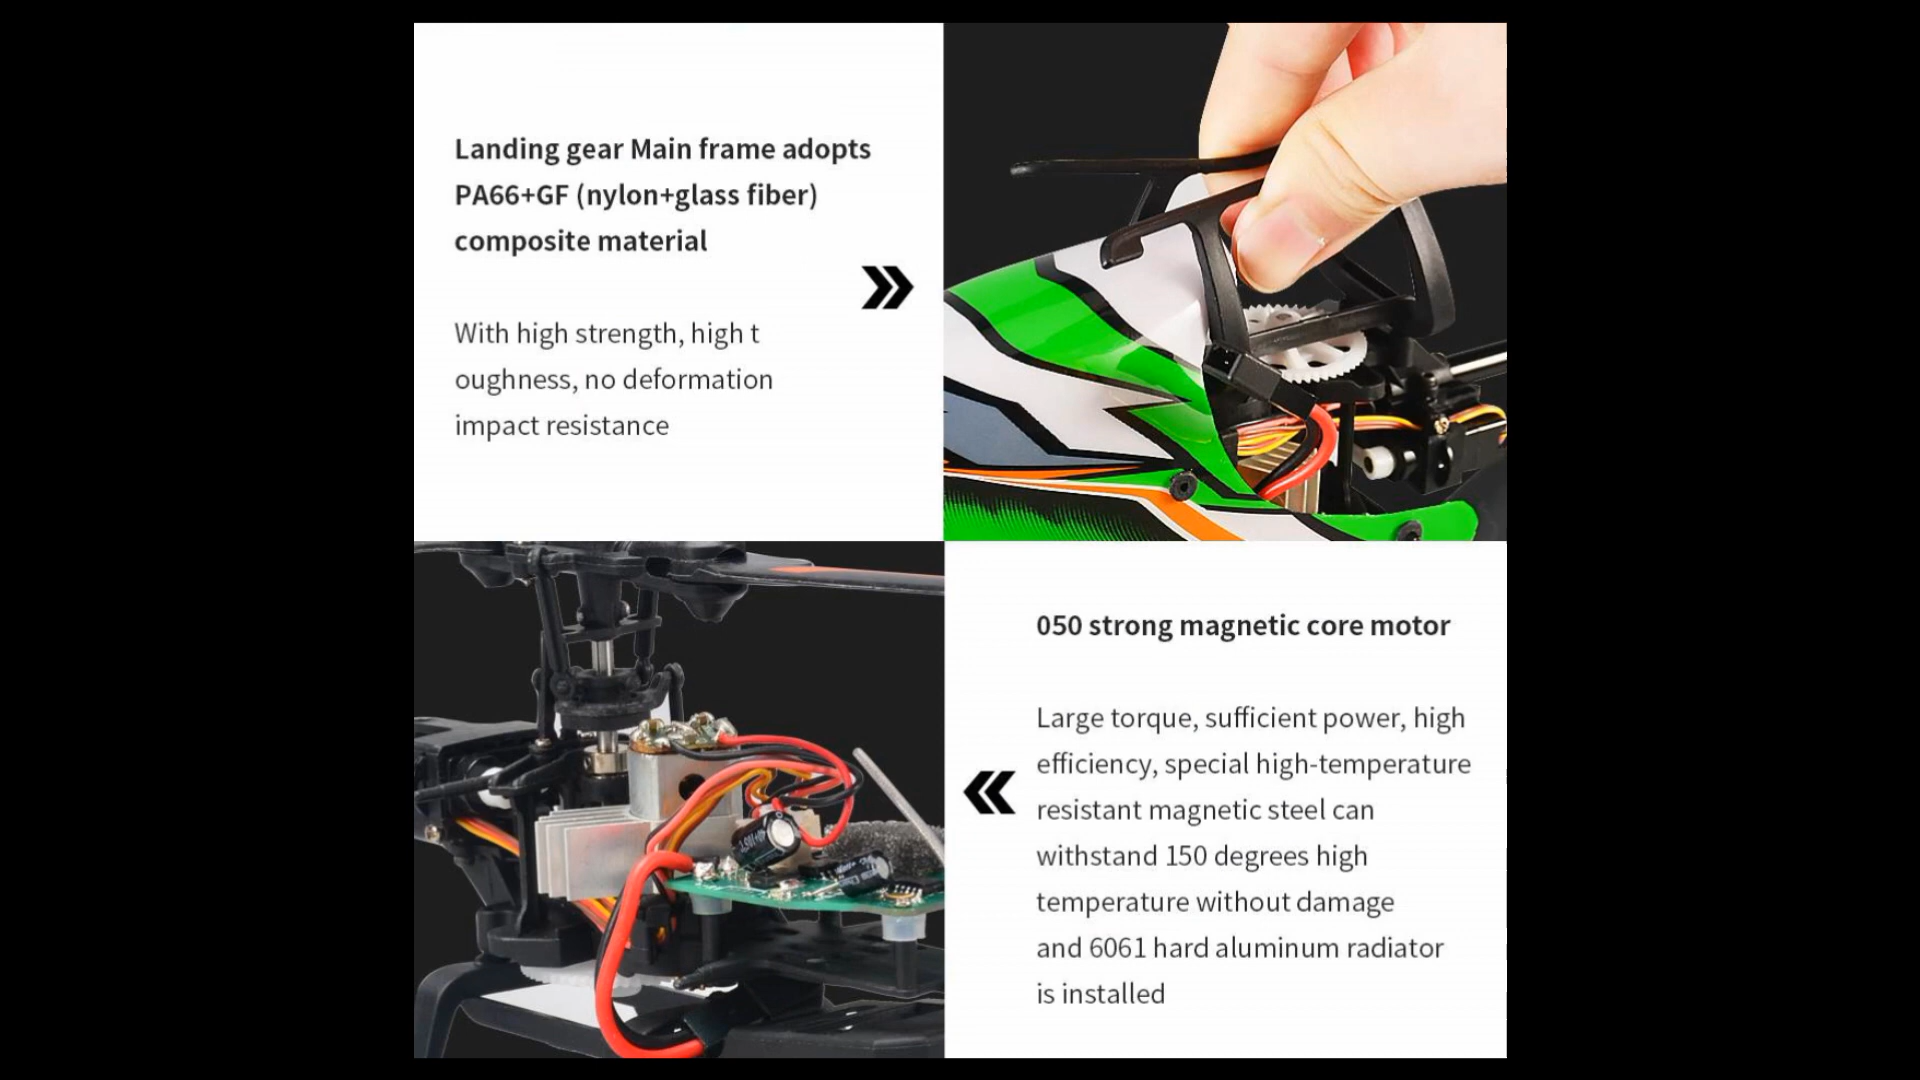 Landing gear Main frame adopts
PA66+GF (nylon+glass fiber)
composite material
With high strength, high t
oughness, no deformation
impact resistance
050 strong magnetic core motor
Large torque, sufficient power, high
efficiency, special high-temperature
resistant magnetic steel can
withstand 150 degrees high
temperature without damage
and 6061 hard aluminum radiator
is installed